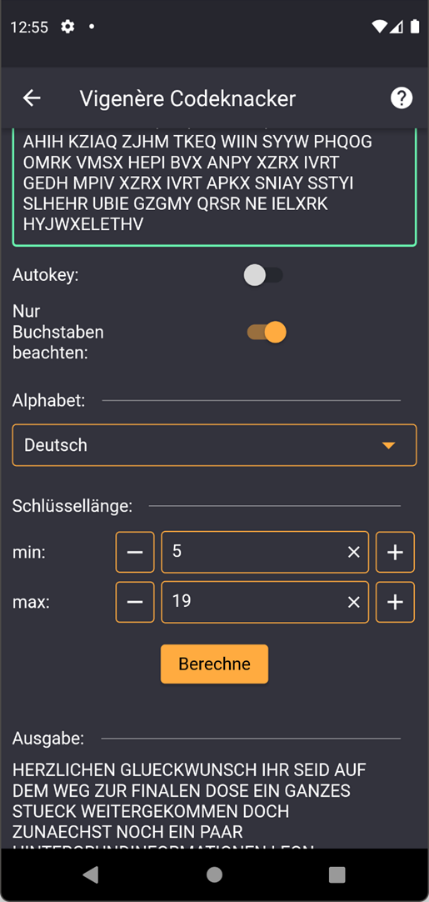 12:55
Vigenère Codeknacker
AHIH KZIAQ ZJHM TKEQ WIIN SYYW PHQOG
OMRK VMSX HEPI BVX ANPY XZRX IVRT
GEDH MPIV XZRX IVRT APKX SNIAY SSTYI
SLHEHR UBIE GZGMY QRSR NE IELXRK
HYJWXELETHV
Autokey:
Nur
Buchstaben
beachten:
Alphabet:
Deutsch
Schlüssellänge:
min:
5
max:
19
Berechne
Ausgabe:
HERZLICHEN GLUECKWUNSCH IHR SEID AUF
DEM WEG ZUR FINALEN DOSE EIN GANZES
STUECK WEITERGEKOMMEN DOCH
ZUNAECHST NOCH EIN PAAR
HINTERGRUNDINFORMATIONEN LEON